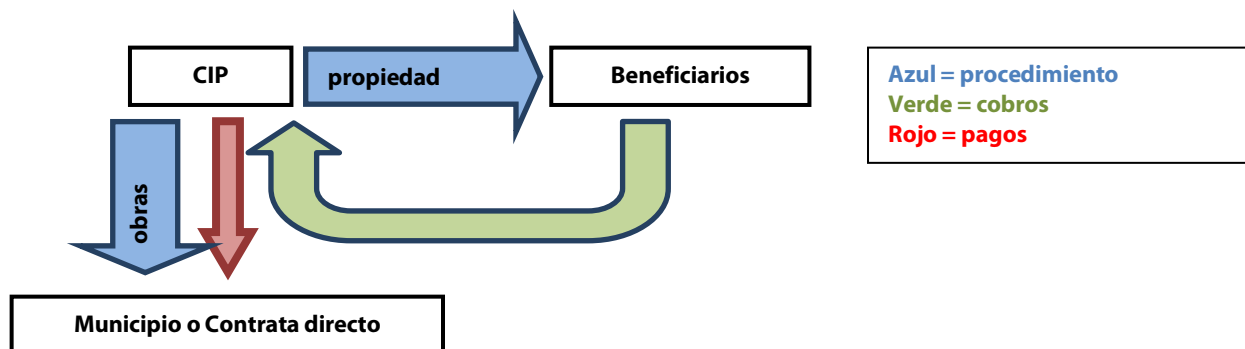 CIP
propiedad
Beneficiarios
Azul = procedimiento
Verde = cobros
Rojo = pagos
obras
Municipio o Contrata directo